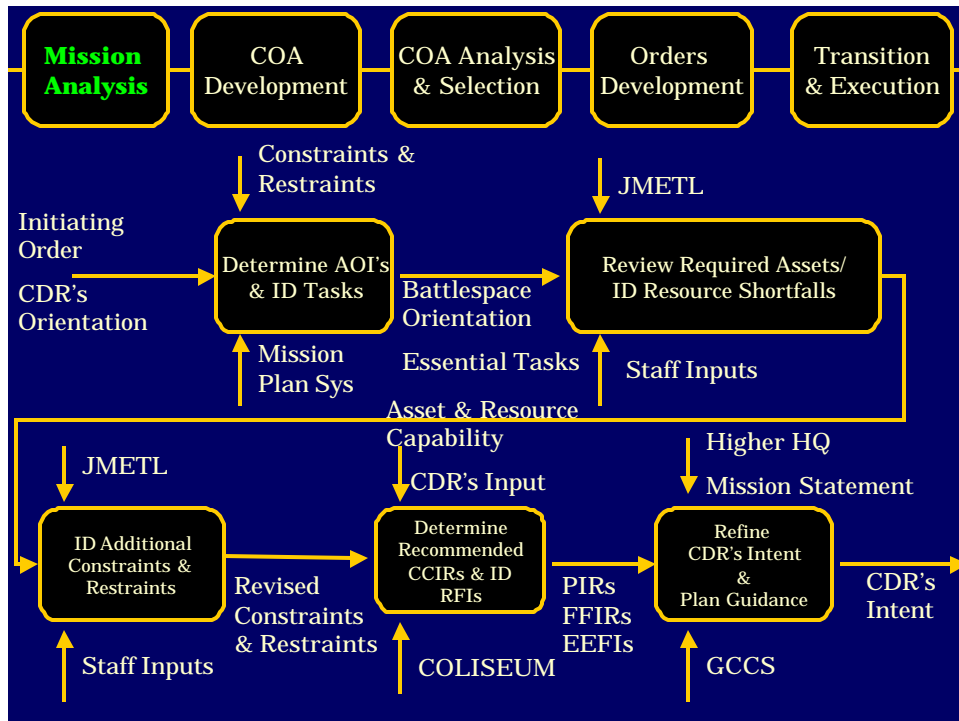 Mission
Analysis
COA
Development
COA Analysis
& Selection
Orders
Development
Transition
& Execution
Constraints &
Restraints
JMETL
Initiating
Order
CDR's
Orientation
Determine AOI's
& ID Tasks
Battlespace
Orientation
Essential Tasks
Review Required Assets/
ID Resource Shortfalls
Mission
Plan Sys
Staff Inputs
Asset & Resource
Capability
JMETL
CDR's Input
Higher HQ
Mission Statement
ID Additional
Constraints &
Restraints
Revised
Constraints
& Restraints
Determine
Recommended
CCIRs & ID
RFIs
PIRs
FFIRs
EEFIs
Refine
CDR's Intent
&
Plan Guidance
CDR's
Intent
Staff Inputs
COLISEUM
GCCS